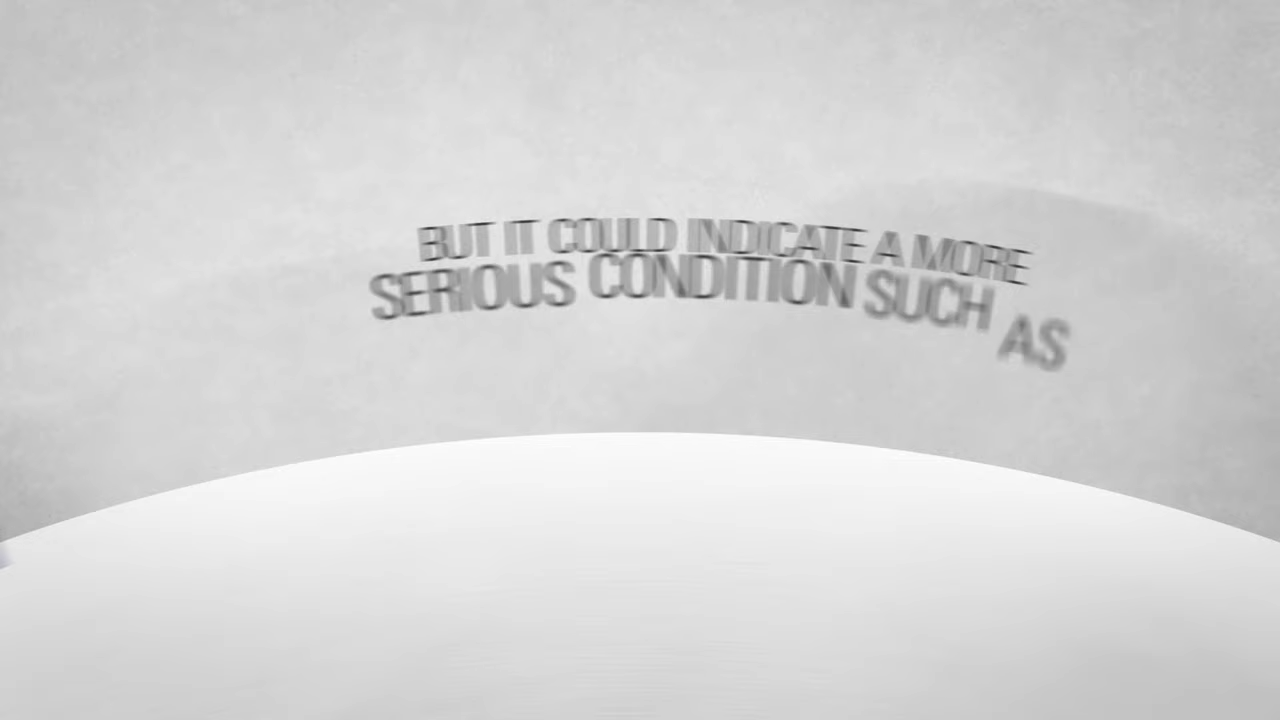 BUT IT COULD INDICATE A MORE
SERIOUS CONDITION SUCH AS